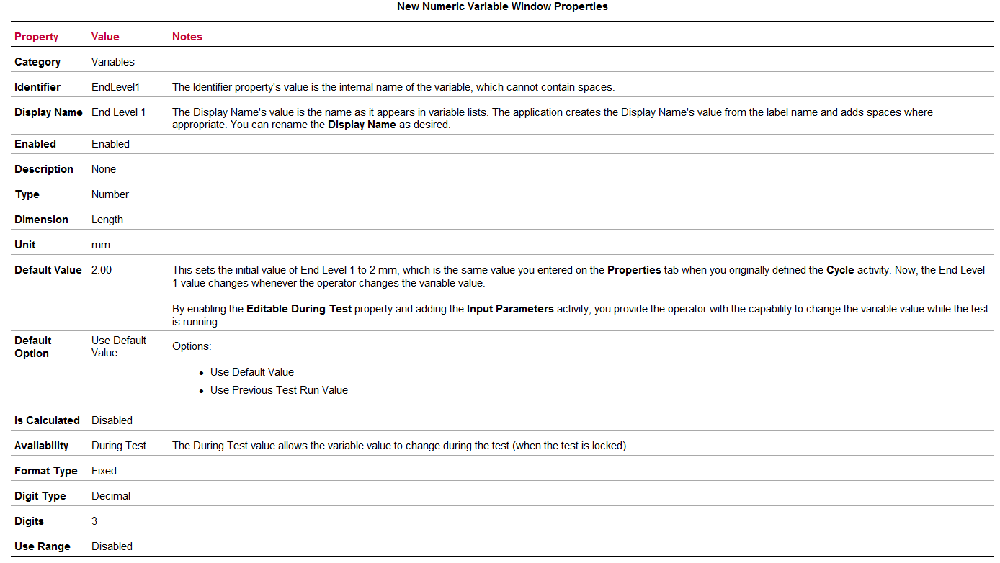 New Numeric Variable Window Properties
Property Value Notes
Category Variables
Identifier EndLevel1 The Identifier property's value is the internal name of the variable, which cannot contain spaces.
Display Name End Level 1 The Display Name's value is the name as it appears in variable lists. The application creates the Display Name's value from the label name and adds spaces where
appropriate. You can rename the Display Name as desired.
Enabled Enabled
Description None
Type Number
Dimension Length
Unit mm
Default Value 2.00 This sets the initial value of End Level 1 to 2 mm, which is the same value you entered on the Properties tab when you originally defined the Cycle activity. Now, the End Level
1 value changes whenever the operator changes the variable value.
By enabling the Editable During Test property and adding the Input Parameters activity, you provide the operator with the capability to change the variable value while the test
is running.
Default Use Default Options:
Option Value
• Use Default Value
• Use Previous Test Run Value
Is Calculated Disabled
Availability During Test The During Test value allows the variable value to change during the test (when the test is locked).
Format Type Fixed
Digit Type Decimal
Digits 3
Use Range Disabled